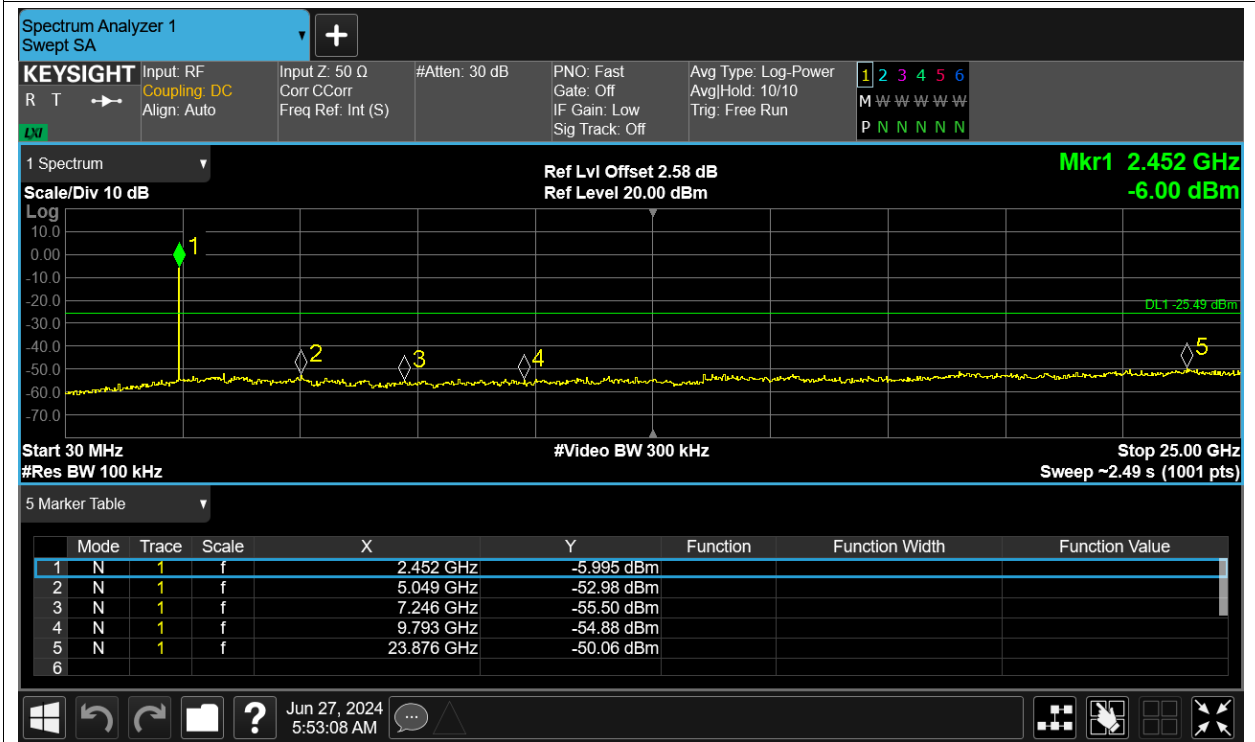 Spectrum Analyzer 1
Swept SA
KEYSIGHT
R T
LXI
Input: RF
Coupling: DC
Align: Auto
Input Z: 50 Ω
Corr CCorr
Freq Ref: Int (S)
#Atten: 30 dB
PNO: Fast
Gate: Off
IF Gain: Low
Sig Track: Off
Avg Type: Log-Power
Avg|Hold: 10/10
Trig: Free Run
1 2 3 4 5 6
M W W W W W
P N N N N N
1 Spectrum
Scale/Div 10 dB
Ref Lvl Offset 2.58 dB
Ref Level 20.00 dBm
Mkr1 2.452 GHz
-6.00 dBm
Log
10.0
0.00
-10.0
-20.0
-30.0
-40.0
-50.0
-60.0
-70.0
1
DL1 -25.49 dBm
2
3
4
5
Start 30 MHz
#Res BW 100 kHz
#Video BW 300 kHz
Stop 25.00 GHz
Sweep ~2.49 s (1001 pts)
5 Marker Table
Mode Trace Scale X Y Function Function Width Function Value
1 N 1 f 2.452 GHz -5.995 dBm
2 N 1 f 5.049 GHz -52.98 dBm
3 N 1 f 7.246 GHz -55.50 dBm
4 N 1 f 9.793 GHz -54.88 dBm
5 N 1 f 23.876 GHz -50.06 dBm
6
?
Jun 27, 2024
5:53:08 AM